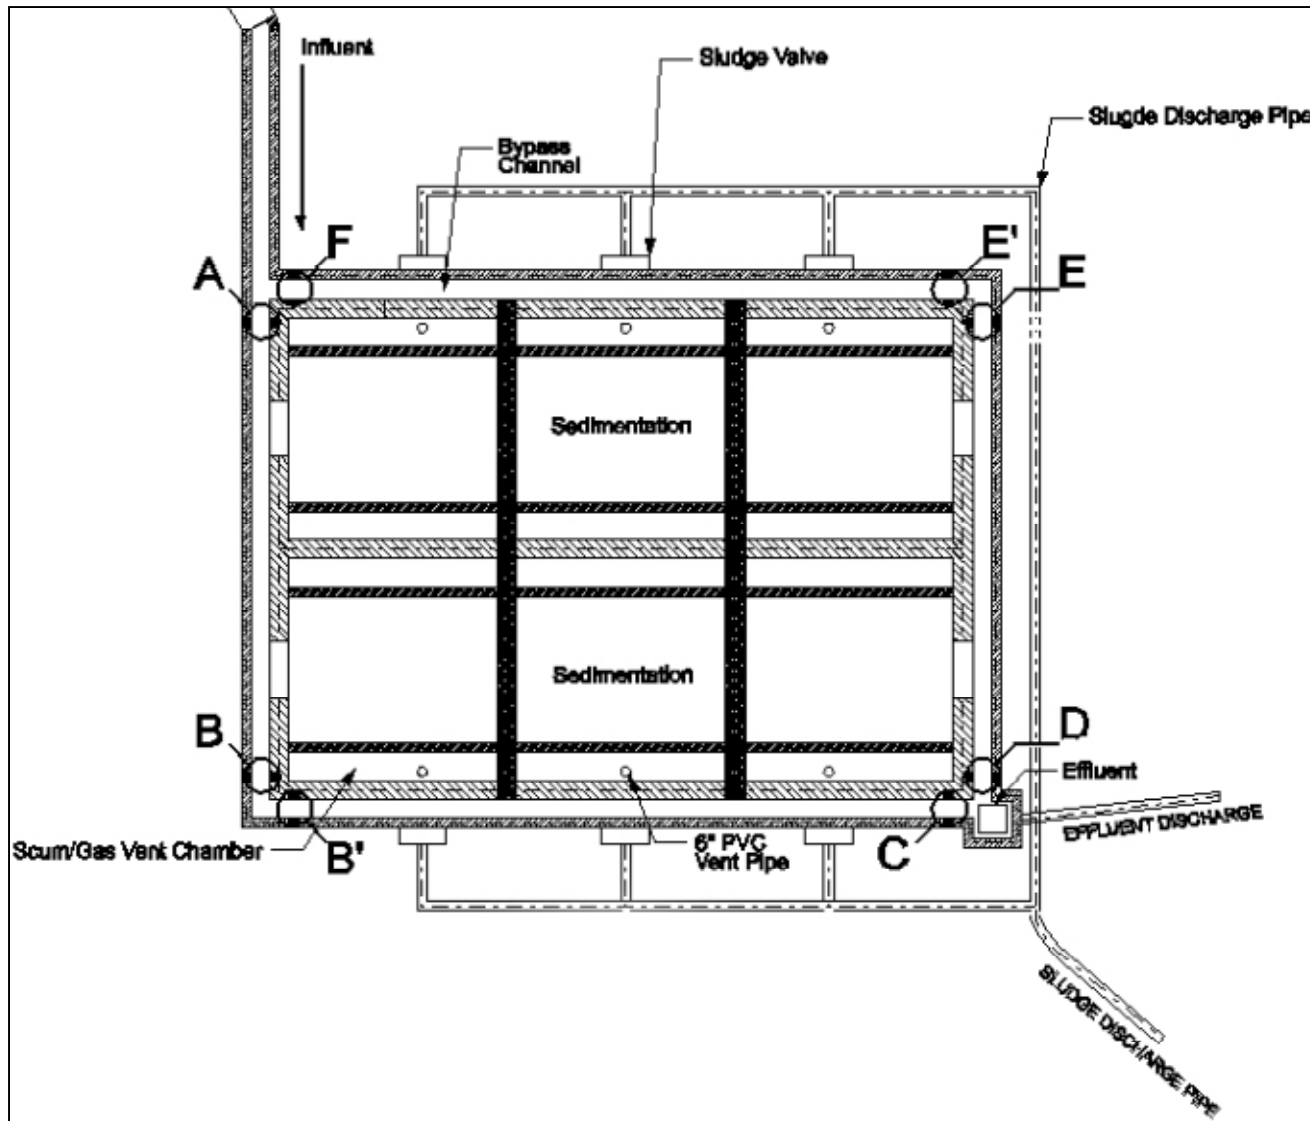 Influent
Sludge Valve
Slugde Discharge Pipe
Bypass
Channel
F
E'
A
E
Sedimentation
Sedimentation
B
D
Effluent
EFFLUENT DISCHARGE
Scum/Gas Vent Chamber
B'
6" PVC
Vent Pipe
C
SLUDGE DISCHARGE PIPE